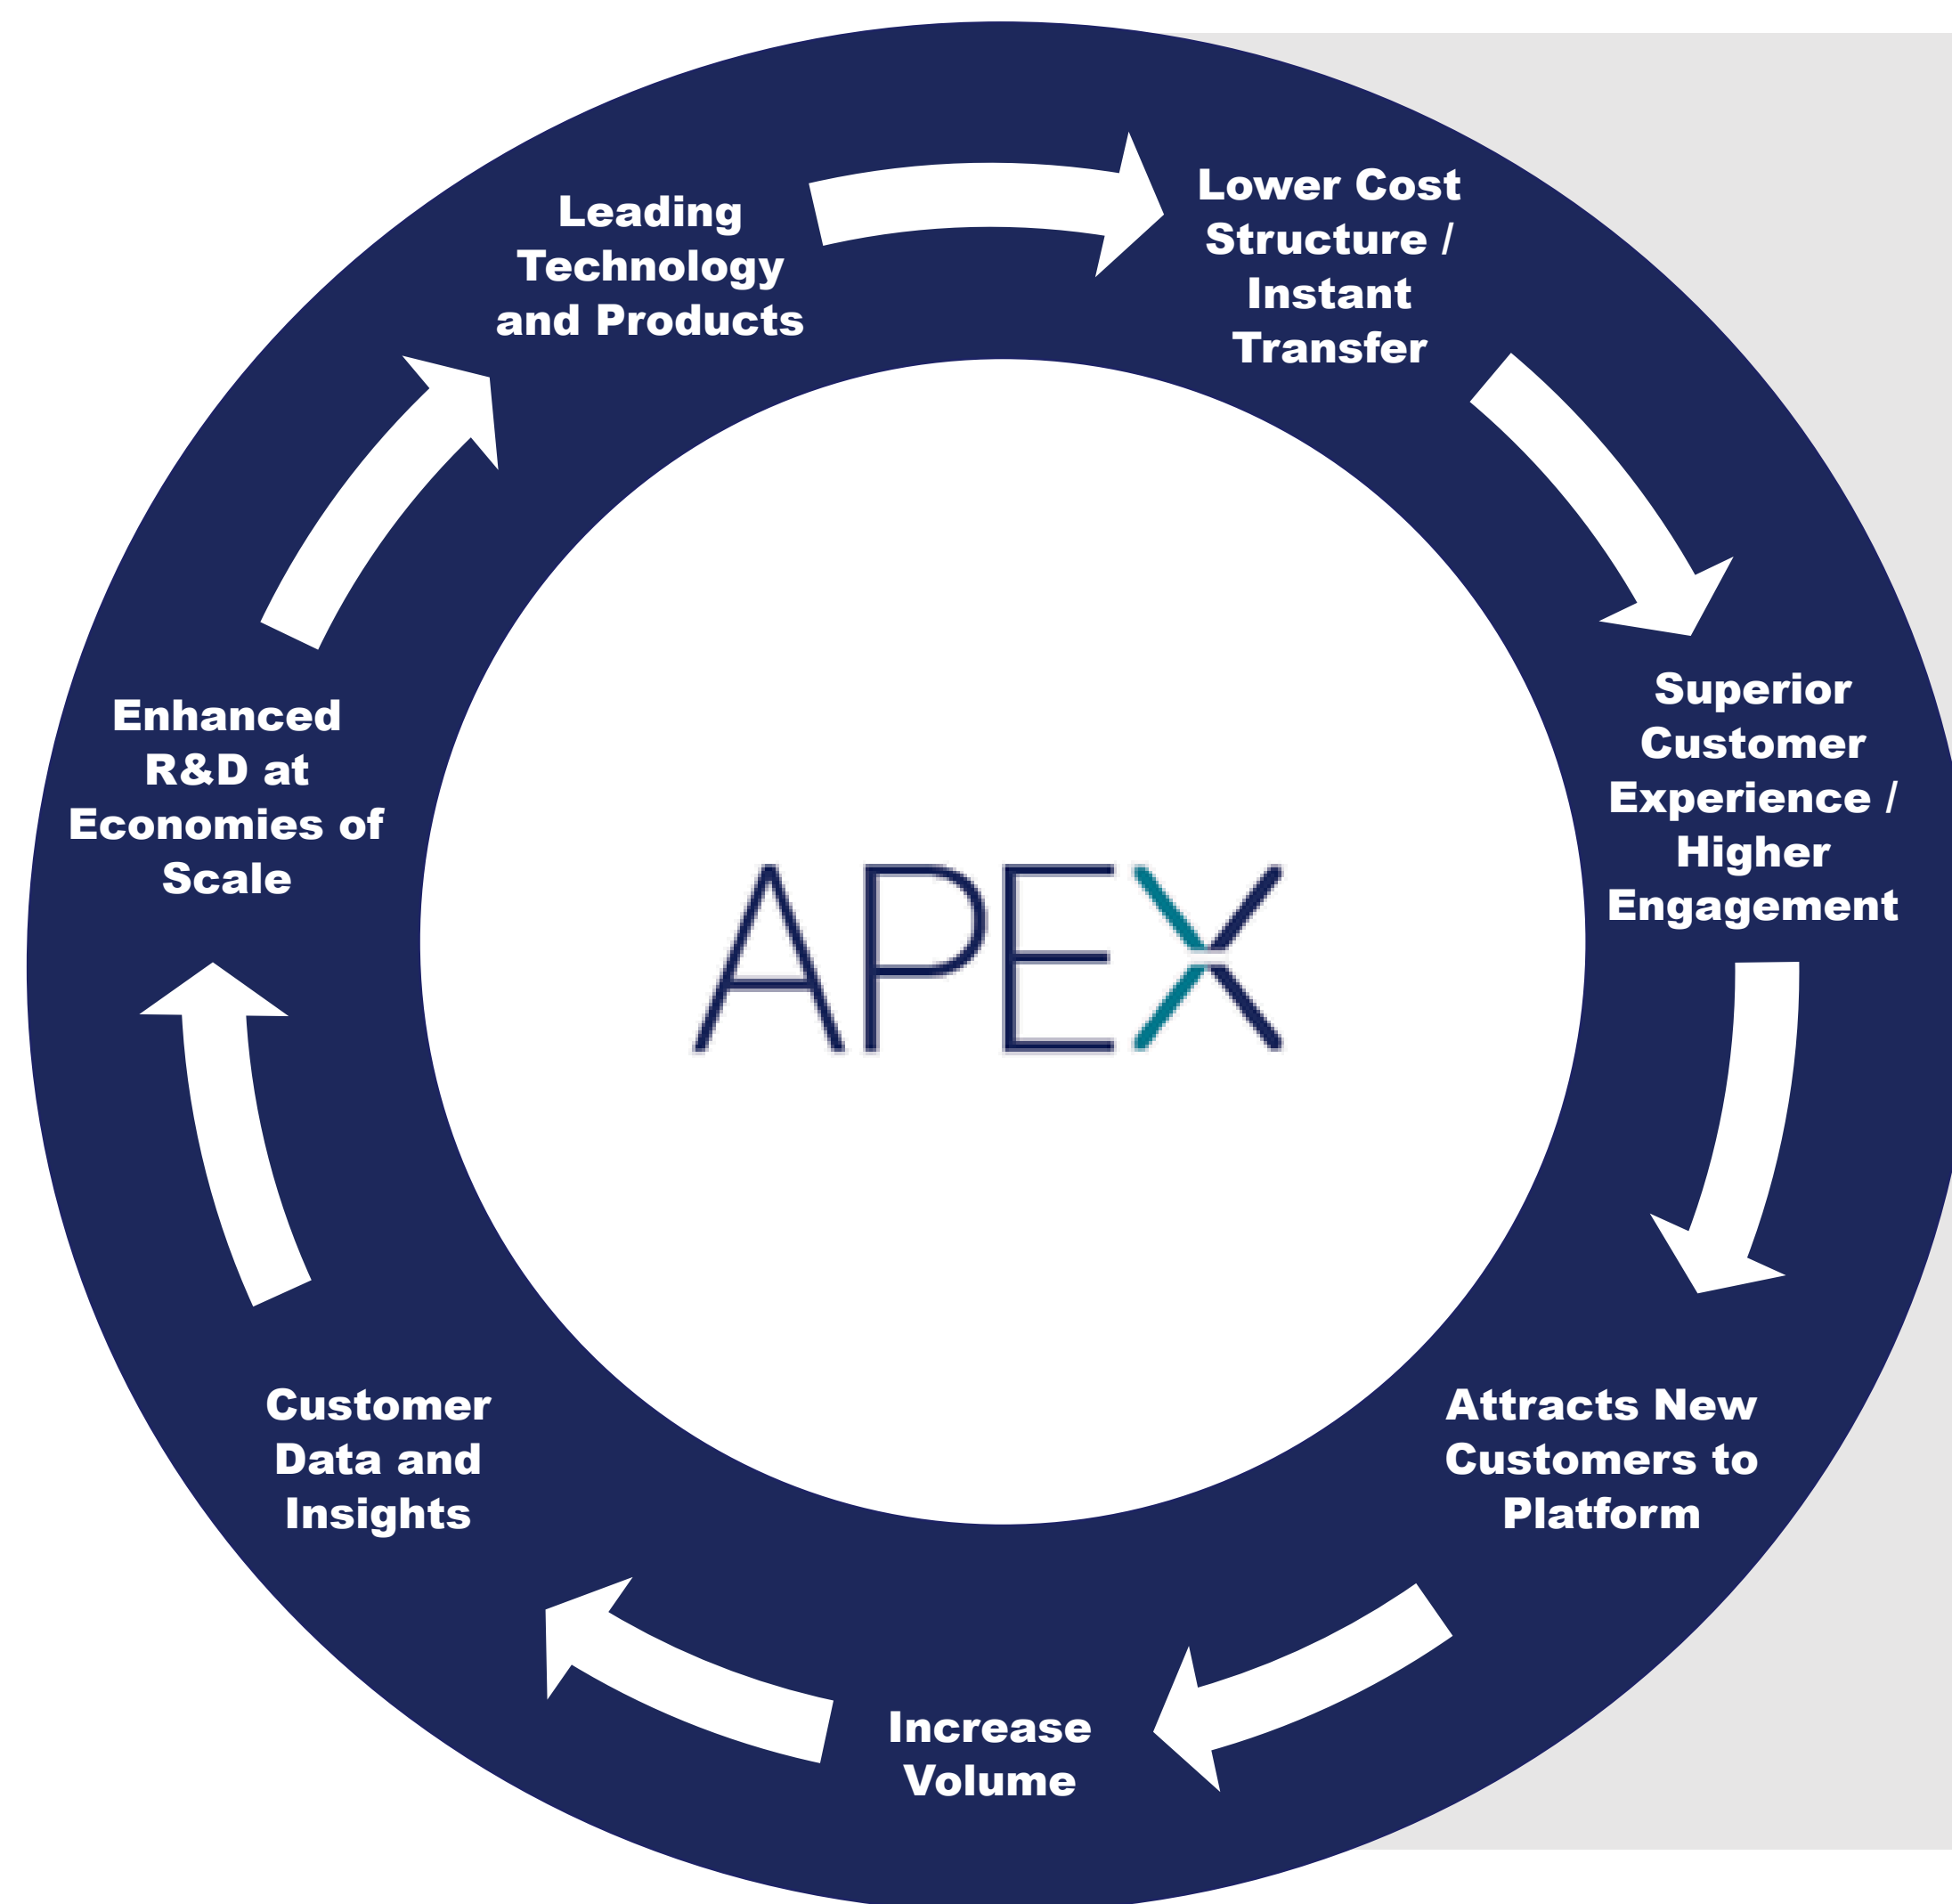 Leading
Technology
and Products
Lower Cost
Structure /
Instant
Transfer
Superior
Customer
Experience /
Higher
Engagement
Attracts New
Customers to
Platform
Increase
Volume
Customer
Data and
Insights
Enhanced
R&D at
Economies of
Scale
APEX